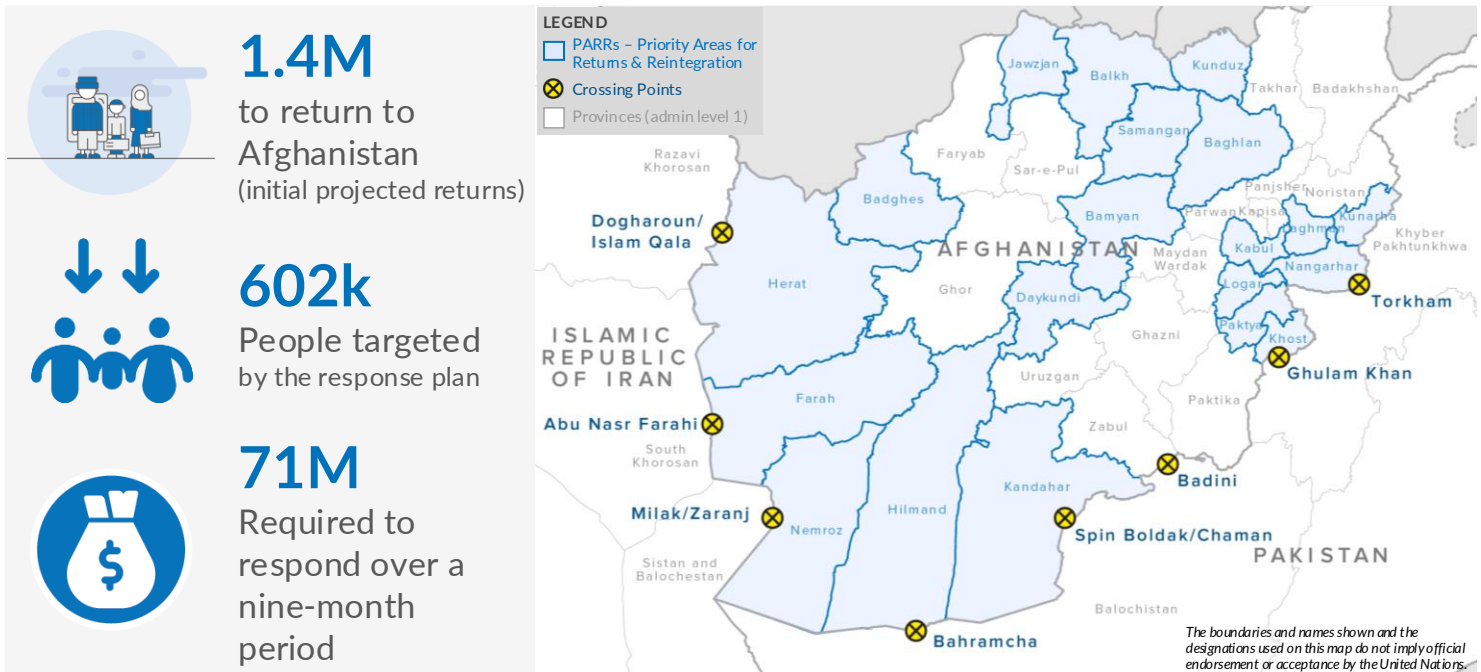 1.4M
to return to
Afghanistan
(initial projected returns)
602k
People targeted
by the response plan
71M
Required to
respond over a
nine-month
period
$
LEGEND
PARRs – Priority Areas for
Returns & Reintegration
Crossing Points
Provinces (admin level 1)
Jawzjan
Balkh
Kunduz
Takhar
Badakhshan
Samangan
Baghlan
Razavi
Khorosan
Faryab
Sar-e-Pul
Panjsher
Noristan
Badghes
Bamyan
Parwan
Kapisa
Laghman
Kunarha
Dogharoun/
Islam Qala
Khyber
Pakhtunkhwa
AFGHANISTAN
Kabul
Maydan
Wardak
Nangarhar
Herat
Ghor
Daykundi
Logar
Torkham
ISLAMIC
REPUBLIC
OF IRAN
Ghazni
Paktya
Khost
Ghulam Khan
Uruzgan
Farah
Paktika
Abu Nasr Farahi
Zabul
South
Khorosan
Badini
Kandahar
Milak/Zaranj
Hilmand
Nemroz
Spin Boldak/Chaman
PAKISTAN
Sistan and
Balochestan
Balochistan
Bahramcha
The boundaries and names shown and the
designations used on this map do not imply official
endorsement or acceptance by the United Nations.